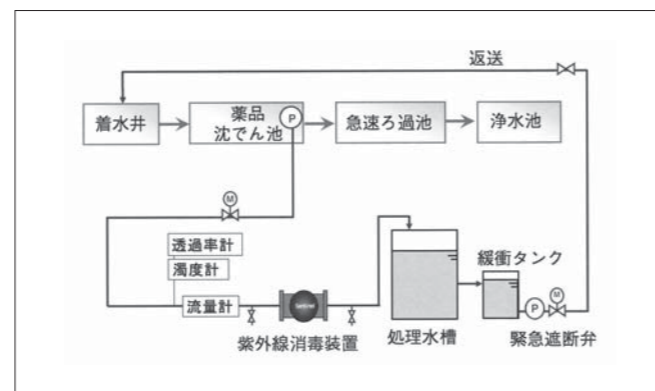 返送
着水井
薬品
沈でん池
P
急速ろ過池
浄水池
M
透過率計
濁度計
流量計
Sentinel
紫外線消毒装置
処理水槽
緩衝タンク
P
M
緊急遮断弁